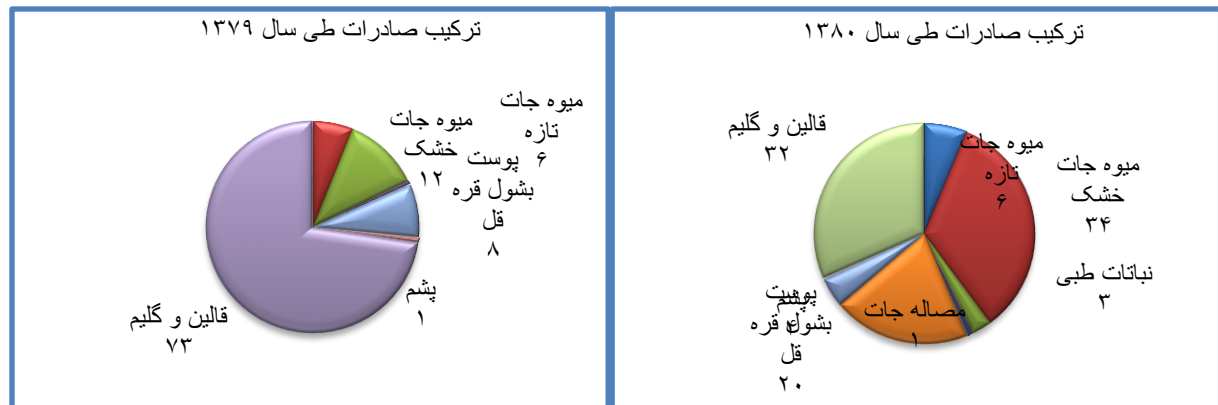 ترکیب صادرات طی سال ۱۳۸۰
میوه جات
تازه
۶
میوه جات
خشک
۳۴
نباتات طبی
۳
مصاله جات
۱
پوست
بشول قره
قل
۲۰
پشم
۴
قالین و گلیم
۳۲
ترکیب صادرات طی سال ۱۳۷۹
میوه جات
تازه
۶
میوه جات
خشک
۱۲
پوست
بشول قره
قل
۸
پشم
۱
قالین و گلیم
۷۳